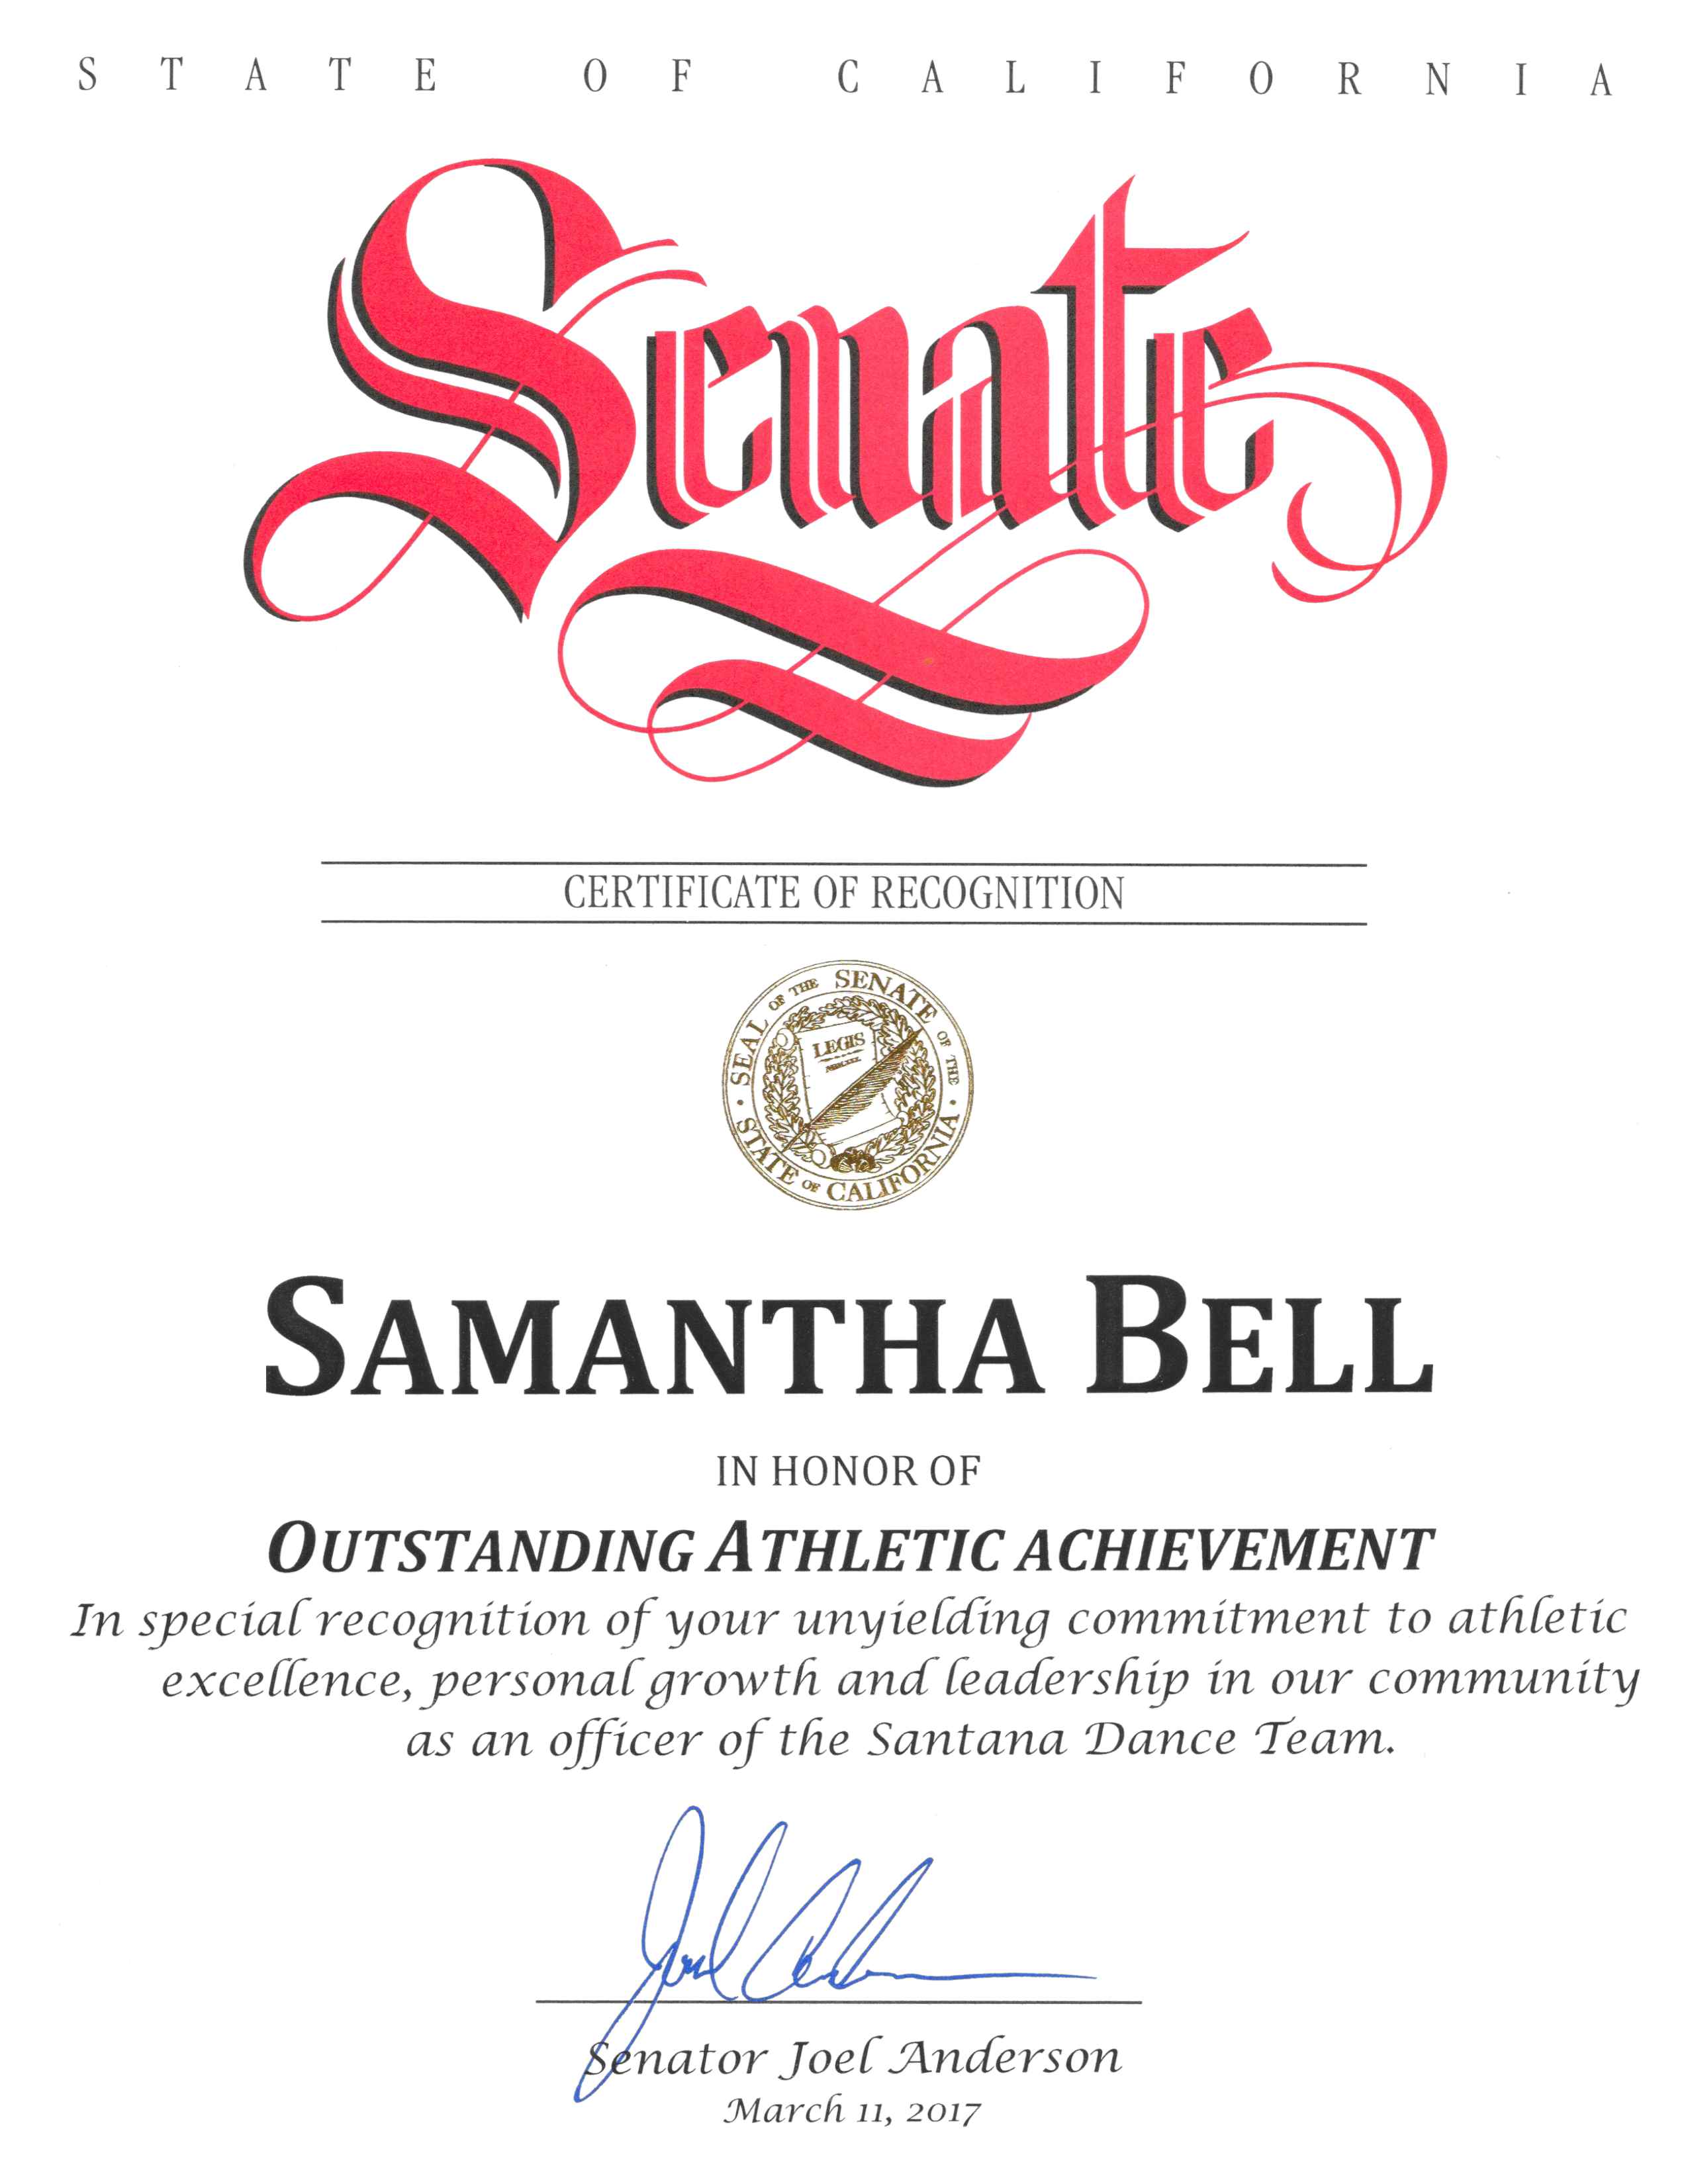 STATE OF CALIFORNIA
Senate
CERTIFICATE OF RECOGNITION
SEAL OF THE SENATE OF THE
STATE OF CALIFORNIA
LEGIS
SAMANTHA BELL
IN HONOR OF
OUTSTANDING ATHLETIC ACHIEVEMENT
In special recognition of your unyielding commitment to athletic
excellence, personal growth and leadership in our community
as an officer of the Santana Dance Team.
Joel Anderson
Senator Joel Anderson
March 11, 2017